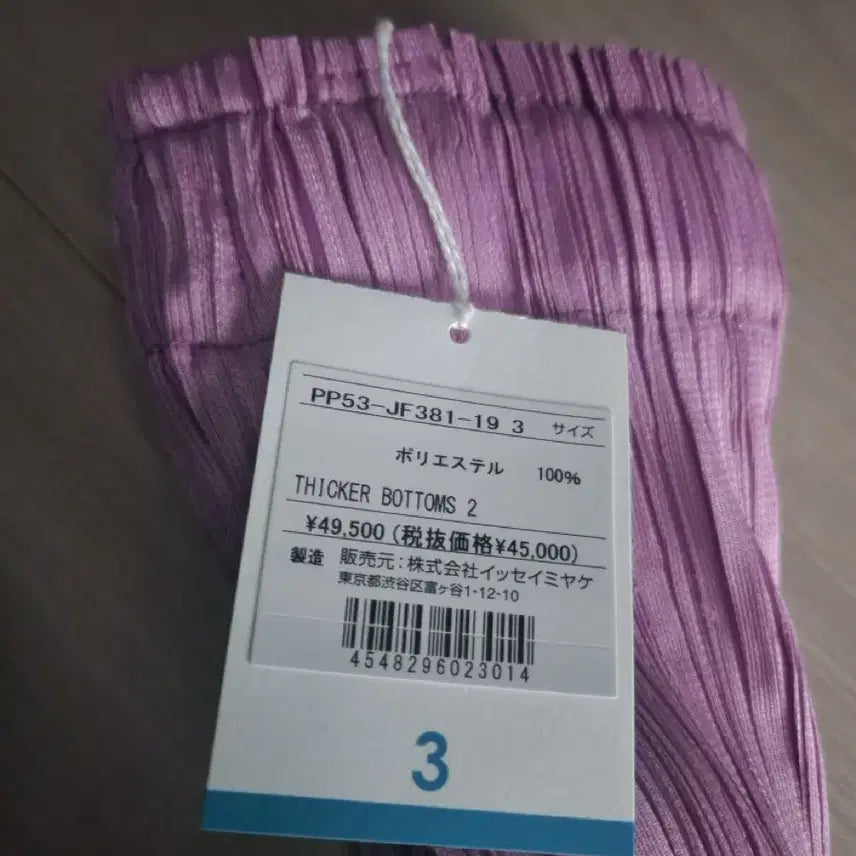 PP53-JF381-19 3 サイズ
ポリエステル 100%
THICKER BOTTOMS 2
¥49,500 (税抜価格¥45,000)
製造 販売元:株式会社イッセイミヤケ
東京都渋谷区富ヶ谷1-12-10
4548296023014
3